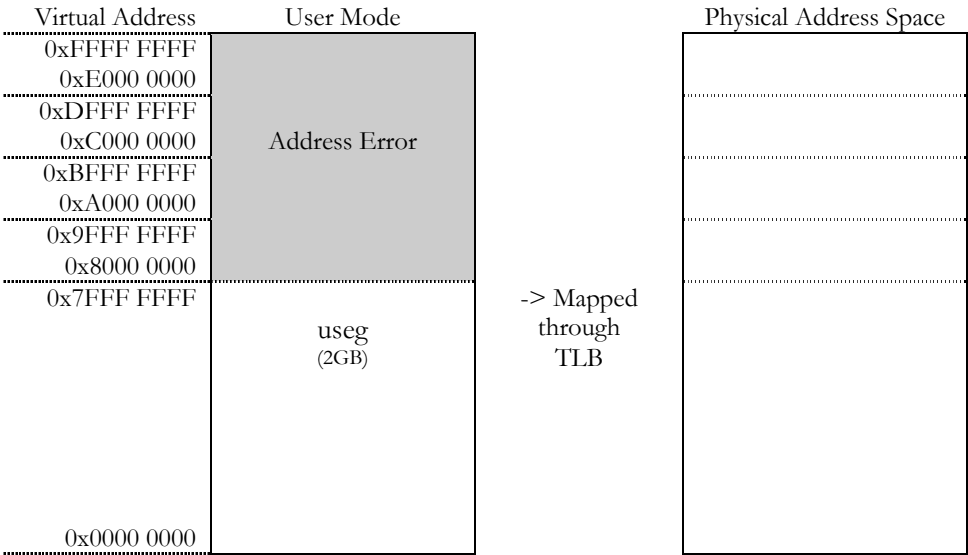 Virtual Address User Mode Physical Address Space
0xFFFF FFFF
0xE000 0000
0xDFFF FFFF
0xC000 0000 Address Error
0xBFFF FFFF
0xA000 0000
0x9FFF FFFF
0x8000 0000
0x7FFF FFFF -> Mapped
useg through
(2GB) TLB
0x0000 0000